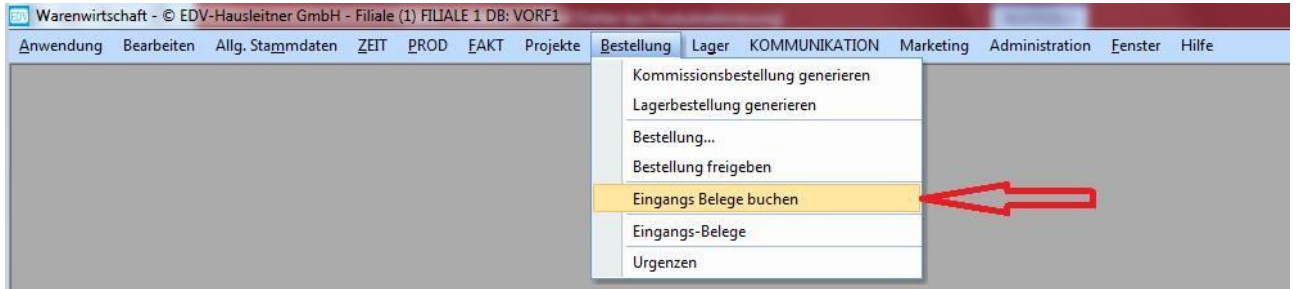 Warenwirtschaft - © EDV-Hausleitner GmbH - Filiale (1) FILIALE 1 DB: VORF1
Anwendung Bearbeiten Allg. Stammdaten ZEIT PROD FAKT Projekte Bestellung Lager KOMMUNIKATION Marketing Administration Fenster Hilfe
Kommissionsbestellung generieren
Lagerbestellung generieren
Bestellung...
Bestellung freigeben
Eingangs Belege buchen
Eingangs-Belege
Urgenzen